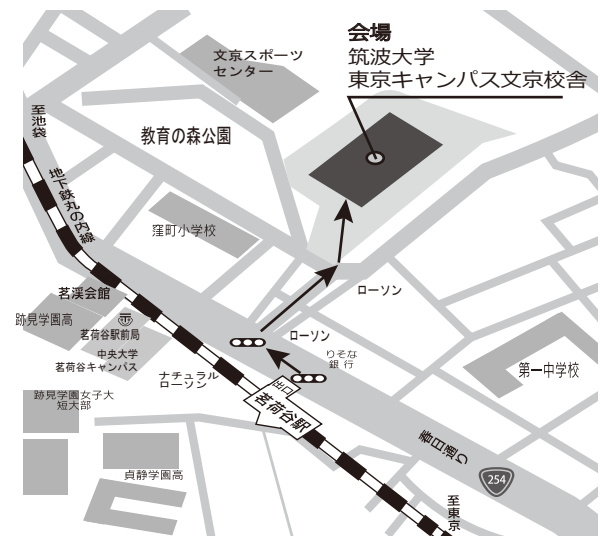 会場
筑波大学
東京キャンパス文京校舎
文京スポーツ
センター
教育の森公園
至池袋
地下鉄丸の内線
窪町小学校
茗渓会館
跡見学園高
茗荷谷駅前局
中央大学
茗荷谷キャンパス
ローソン
ローソン
りそな
銀行
ナチュラル
ローソン
出口
茗荷谷駅
第一中学校
跡見学園女子大
短大部
貞静学園高
春日通り
254
至東京